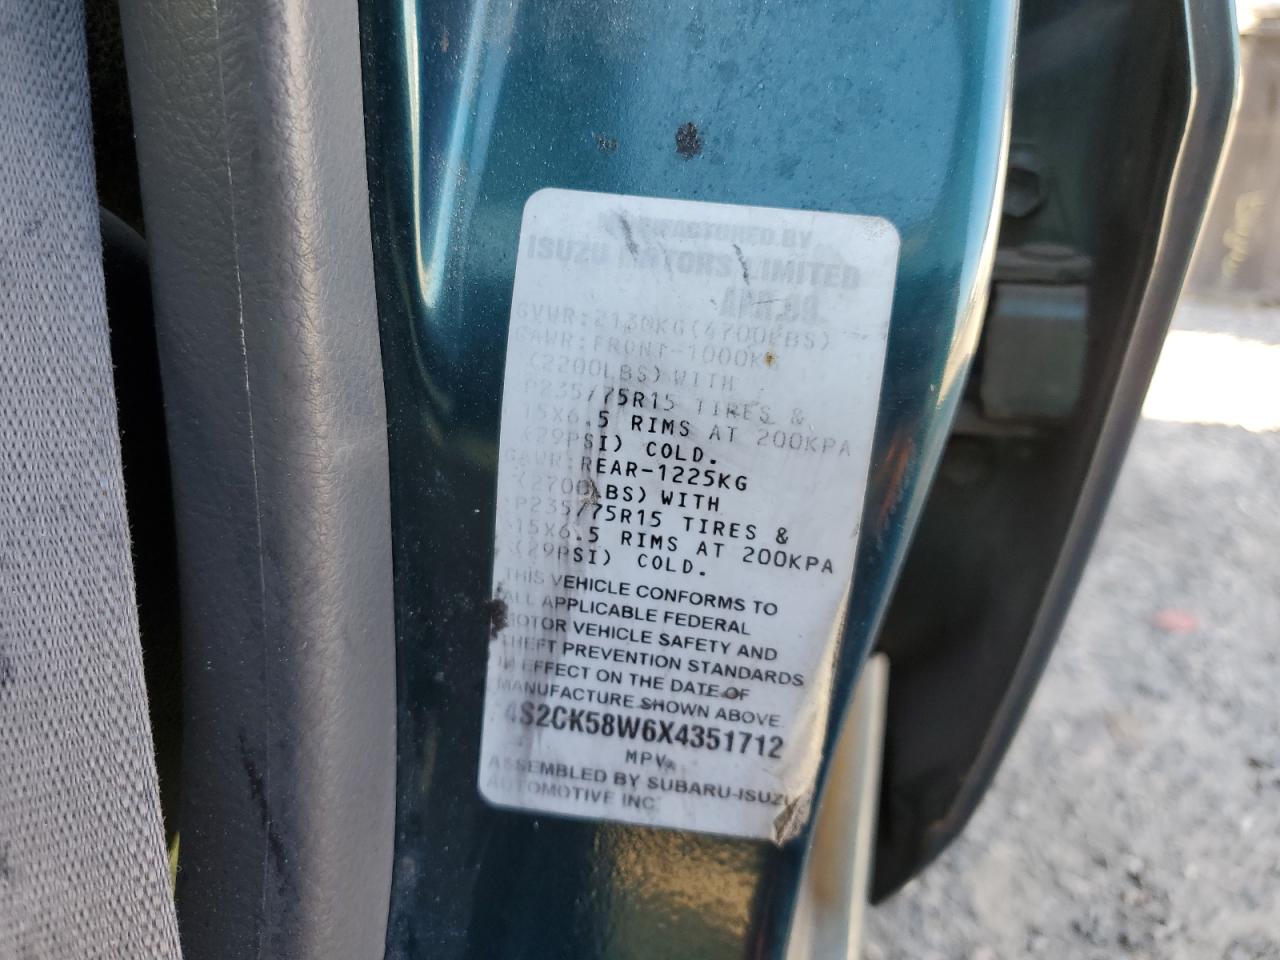 MANUFACTURED BY
ISUZU MOTORS LIMITED
APR.99
GVWR:2130KG(4700LBS)
GAWR:FRONT-1000KG
(2200LBS) WITH
P235/75R15 TIRES &
15X6.5 RIMS AT 200KPA
(29PSI) COLD.
GAWR:REAR-1225KG
(2700LBS) WITH
P235/75R15 TIRES &
15X6.5 RIMS AT 200KPA
(29PSI) COLD.
THIS VEHICLE CONFORMS TO
ALL APPLICABLE FEDERAL
MOTOR VEHICLE SAFETY AND
THEFT PREVENTION STANDARDS
IN EFFECT ON THE DATE OF
MANUFACTURE SHOWN ABOVE
4S2CK58W6X4351712
MPV
ASSEMBLED BY SUBARU-ISUZU
AUTOMOTIVE INC